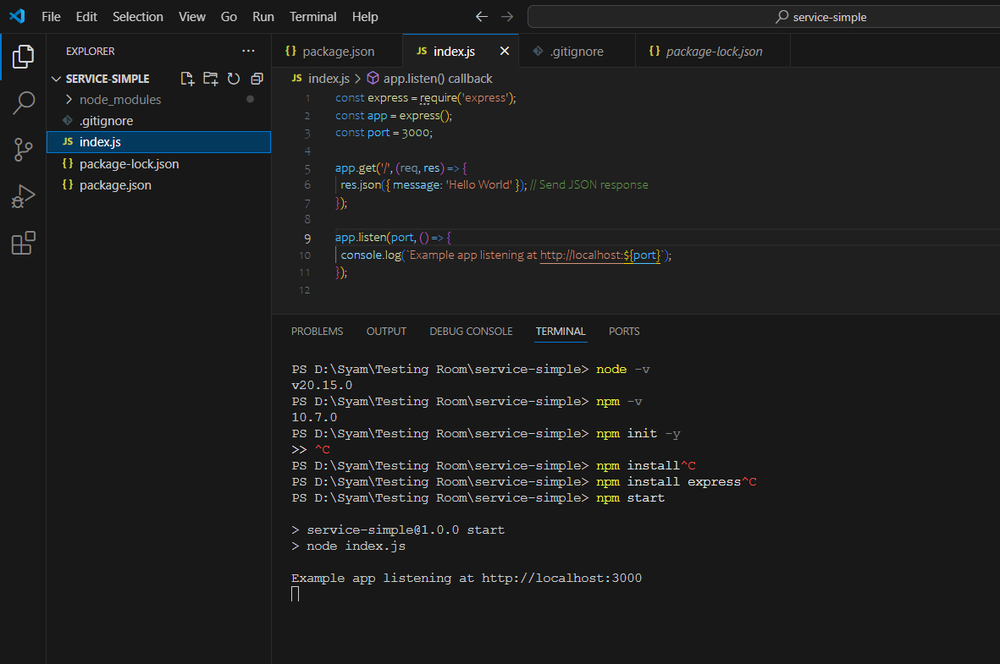 File Edit Selection View Go Run Terminal Help
service-simple
EXPLORER
SERVICE-SIMPLE
node_modules
.gitignore
JS index.js
{} package-lock.json
{} package.json
{} package.json
JS index.js
.gitignore
{} package-lock.json
JS index.js > app.listen() callback
1 const express = require('express');
2 const app = express();
3 const port = 3000;
4
5 app.get('/', (req, res) => {
6 res.json({ message: 'Hello World' }); // Send JSON response
7 });
8
9 app.listen(port, () => {
10 console.log(`Example app listening at http://localhost:${port}`);
11 });
12
PROBLEMS OUTPUT DEBUG CONSOLE TERMINAL PORTS
PS D:\Syam\Testing Room\service-simple> node -v
v20.15.0
PS D:\Syam\Testing Room\service-simple> npm -v
10.7.0
PS D:\Syam\Testing Room\service-simple> npm init -y
>> ^C
PS D:\Syam\Testing Room\service-simple> npm install^C
PS D:\Syam\Testing Room\service-simple> npm install express^C
PS D:\Syam\Testing Room\service-simple> npm start
> service-simple@1.0.0 start
> node index.js
Example app listening at http://localhost:3000